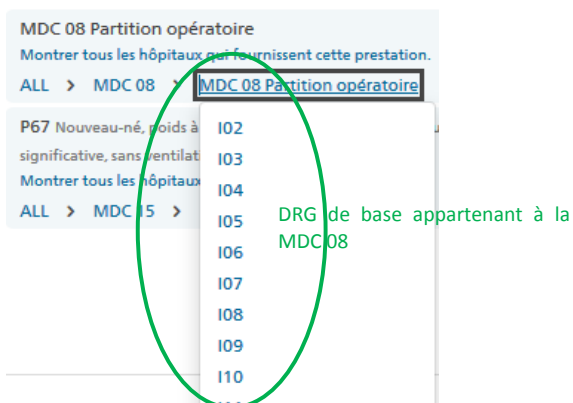 MDC 08 Partition opératoire
Montrer tous les hôpitaux qui fournissent cette prestation.
ALL > MDC 08 > MDC 08 Partition opératoire
P67 Nouveau-né, poids à
significative, sans ventilat
Montrer tous les hôpitaux
ALL > MDC 15 >
I02
I03
I04
I05
I06
I07
I08
I09
I10
DRG de base appartenant à la
MDC 08